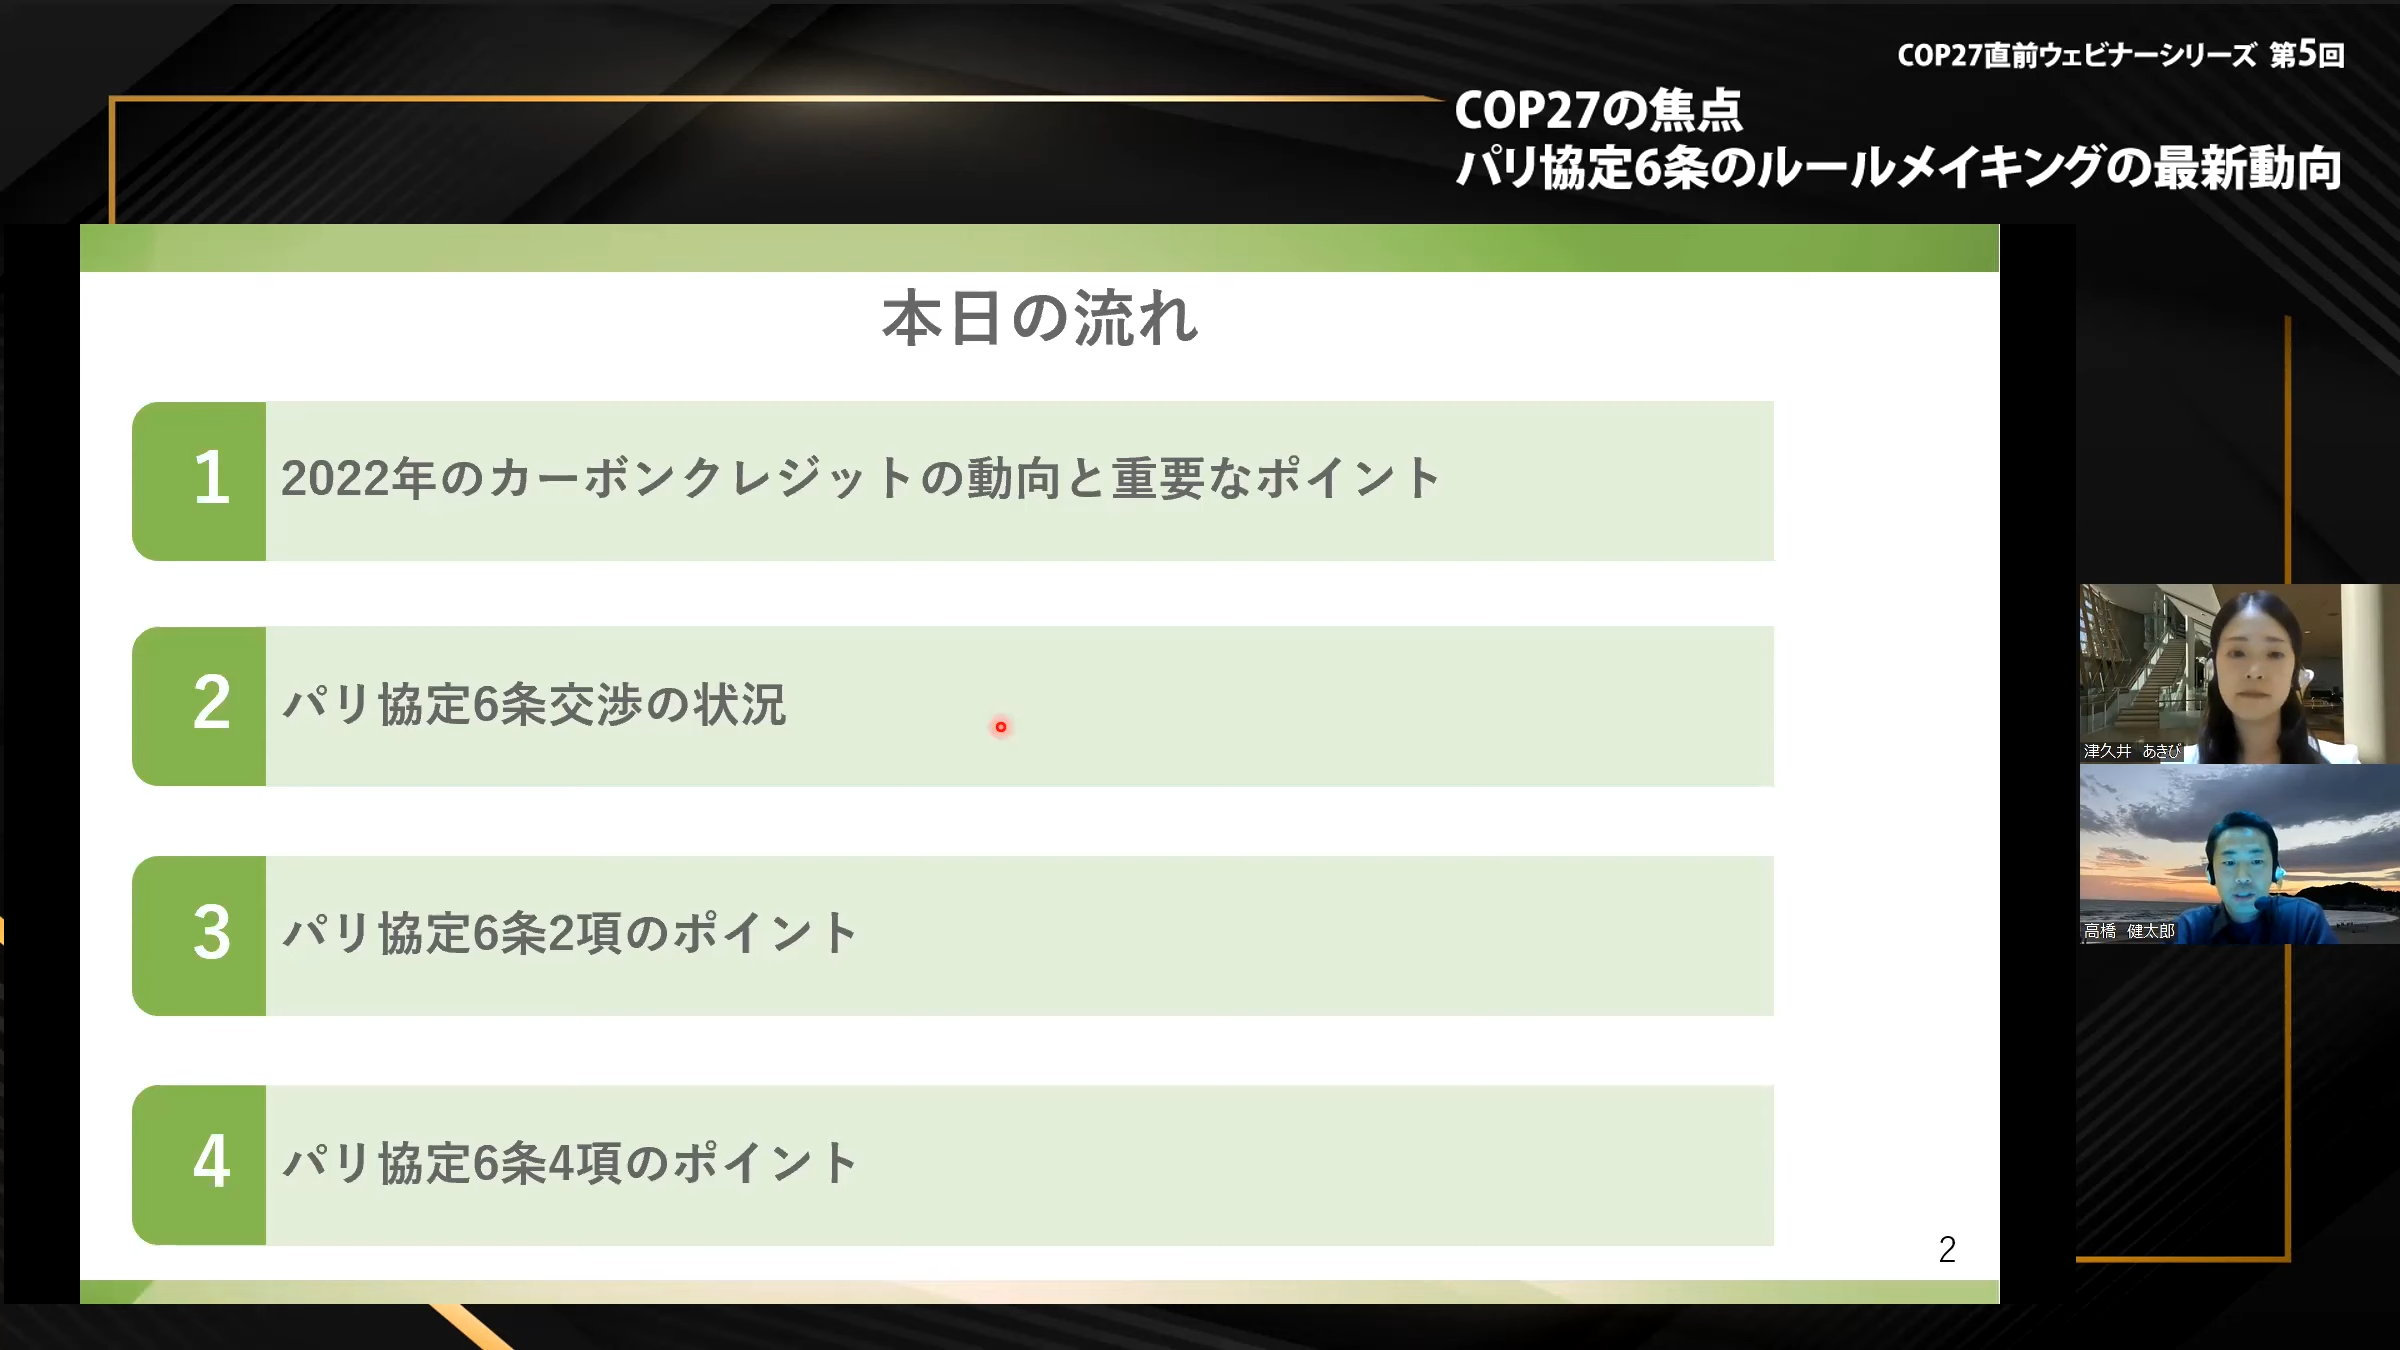 COP27直前ウェビナーシリーズ 第5回
COP27の焦点
パリ協定6条のルールメイキングの最新動向
本日の流れ
1 2022年のカーボンクレジットの動向と重要なポイント
2 パリ協定6条交渉の状況
3 パリ協定6条2項のポイント
4 パリ協定6条4項のポイント
2
津久井 あきび
高橋 健太郎